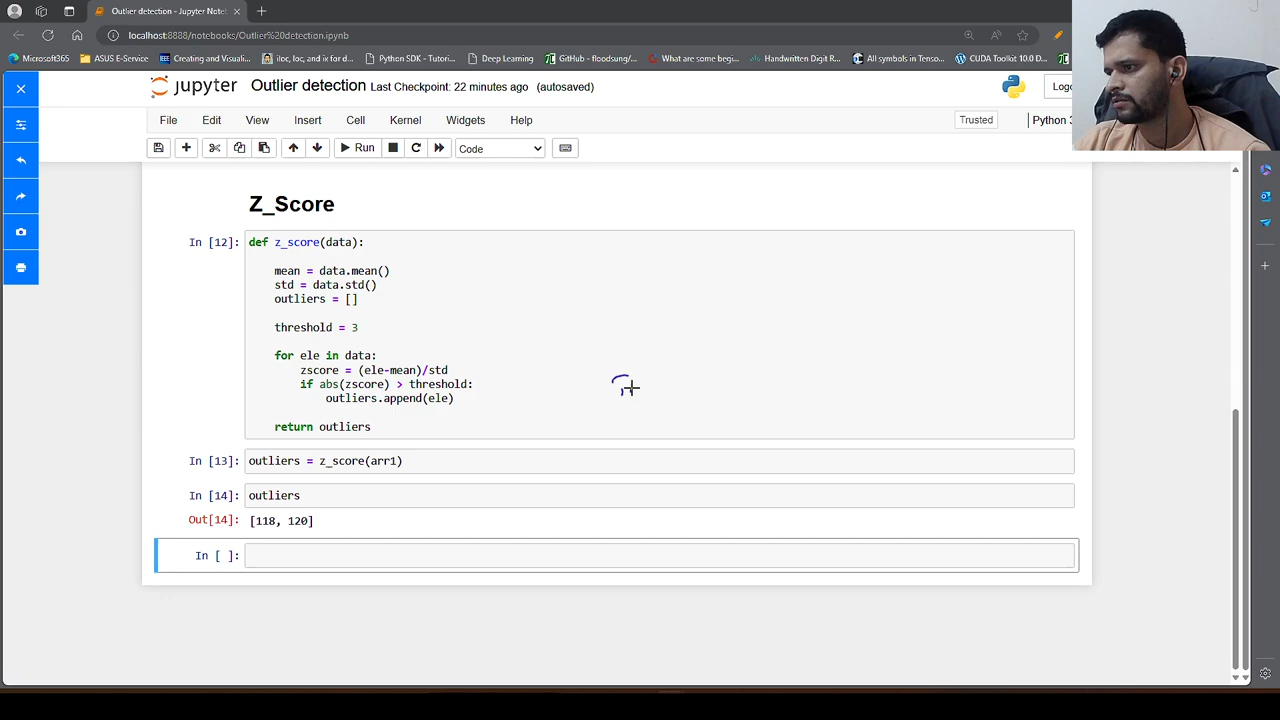 Outlier detection - Jupyter Noteb
localhost:8888/notebooks/Outlier%20detection.ipynb
Microsoft365
ASUS E-Service
Creating and Visuali...
iloc, loc, and ix for d...
Python SDK - Tutori...
Deep Learning
GitHub - floodsung/...
What are some begi...
Handwritten Digit R...
All symbols in Tenso...
CUDA Toolkit 10.0 D...
jupyter Outlier detection Last Checkpoint: 22 minutes ago (autosaved)
File Edit View Insert Cell Kernel Widgets Help
Trusted
Python 3
Run
Code
Z_Score
In [12]: def z_score(data):
mean = data.mean()
std = data.std()
outliers = []
threshold = 3
for ele in data:
zscore = (ele-mean)/std
if abs(zscore) > threshold:
outliers.append(ele)
return outliers
In [13]: outliers = z_score(arr1)
In [14]: outliers
Out[14]: [118, 120]
In [ ]: